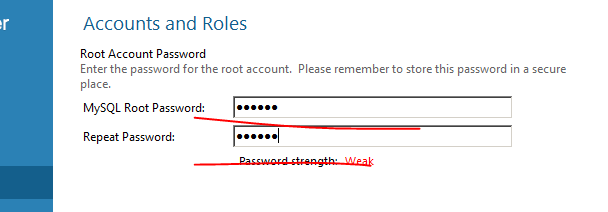 er
Accounts and Roles
Root Account Password
Enter the password for the root account. Please remember to store this password in a secure
place.
MySQL Root Password: ●●●●●●
Repeat Password: ●●●●●●
Password strength: Weak